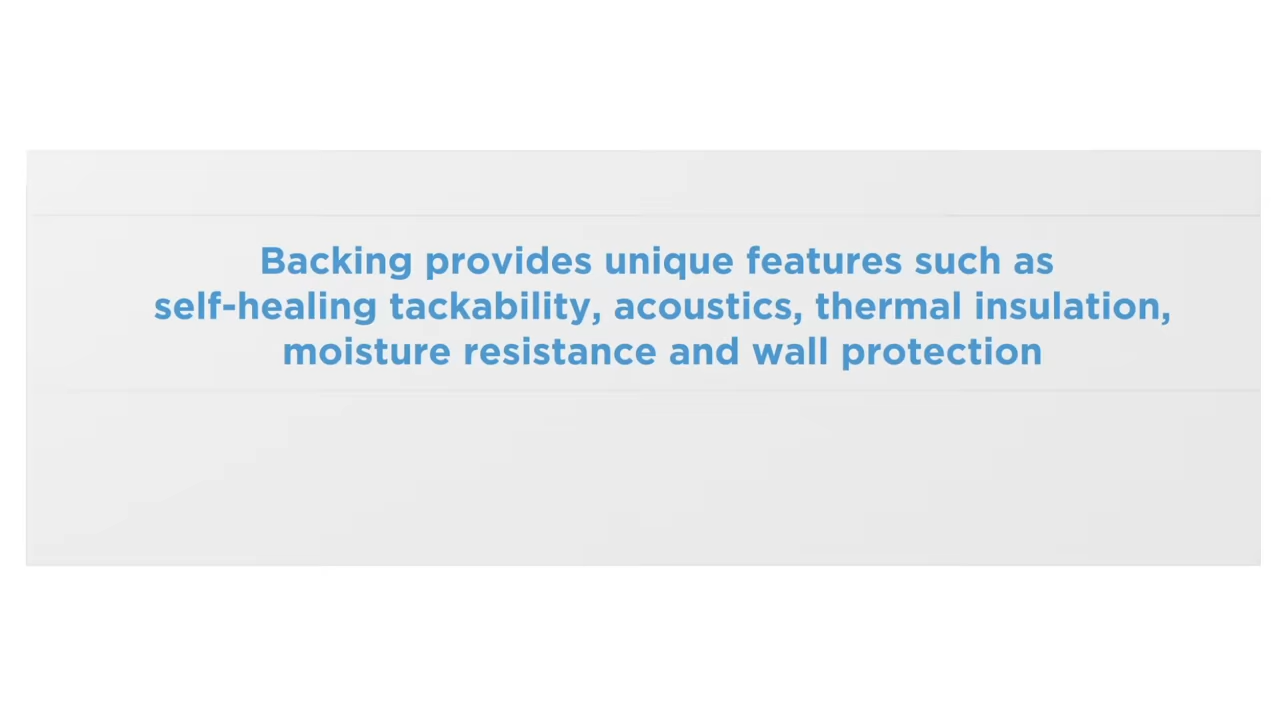 Backing provides unique features such as
self-healing tackability, acoustics, thermal insulation,
moisture resistance and wall protection